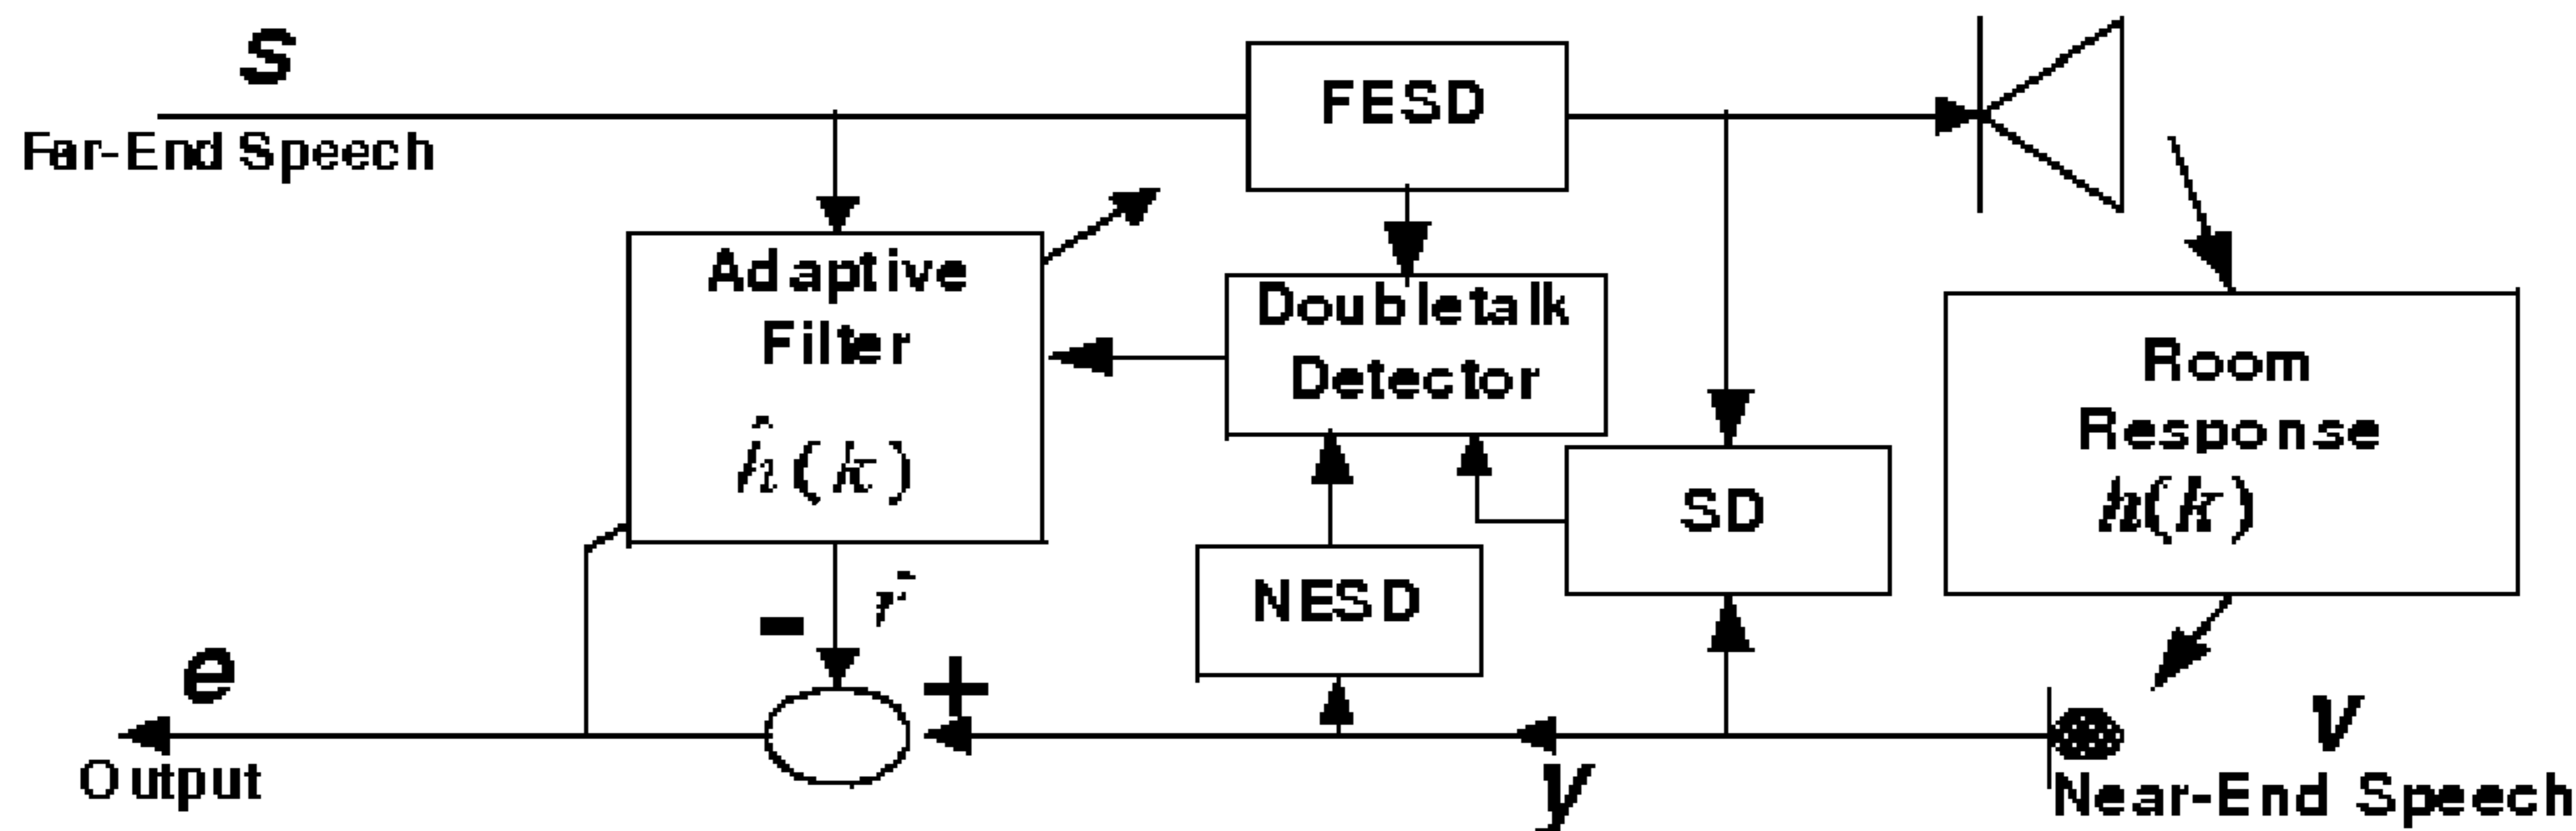 s
Far-End Speech
FESD
Adaptive
Filter
ĥ(k)
Doubletalk
Detector
Room
Response
h(k)
SD
NESD
-
r̂
+
e
Output
y
v
Near-End Speech